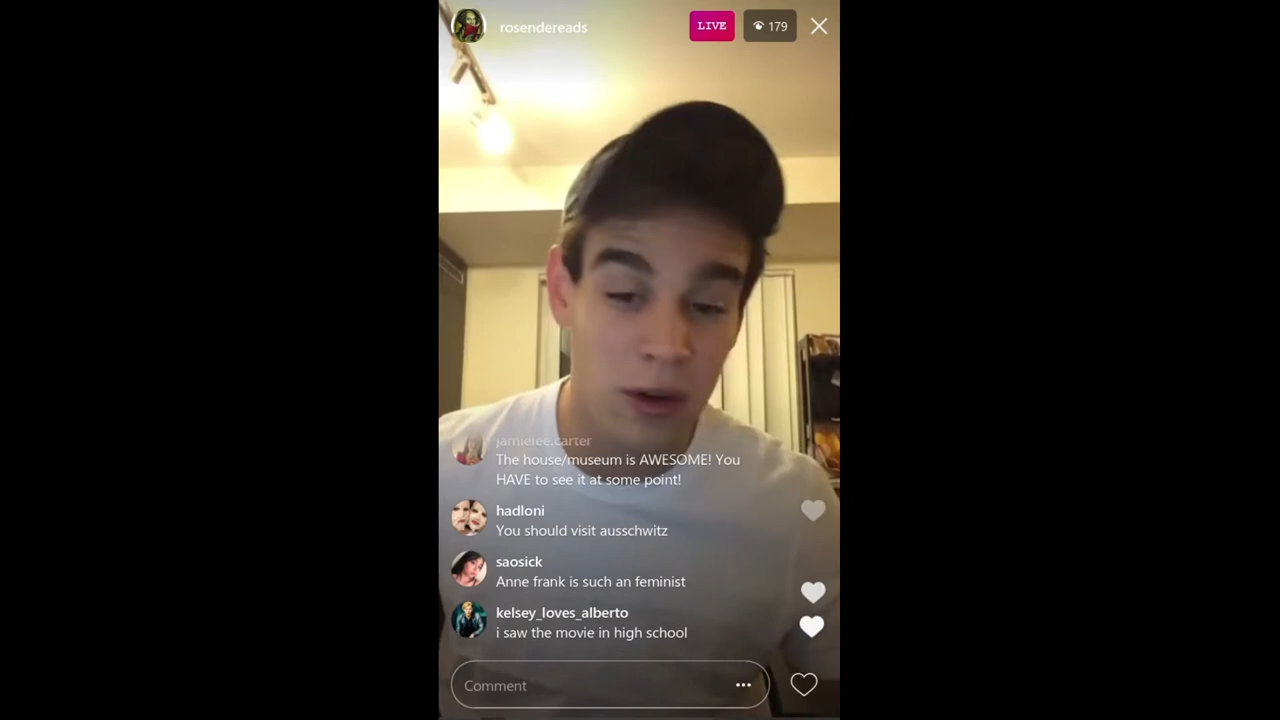 rosendereads
LIVE
179
jamielee.carter
The house/museum is AWESOME! You
HAVE to see it at some point!
hadloni
You should visit ausschwitz
saosick
Anne frank is such an feminist
kelsey_loves_alberto
i saw the movie in high school
Comment